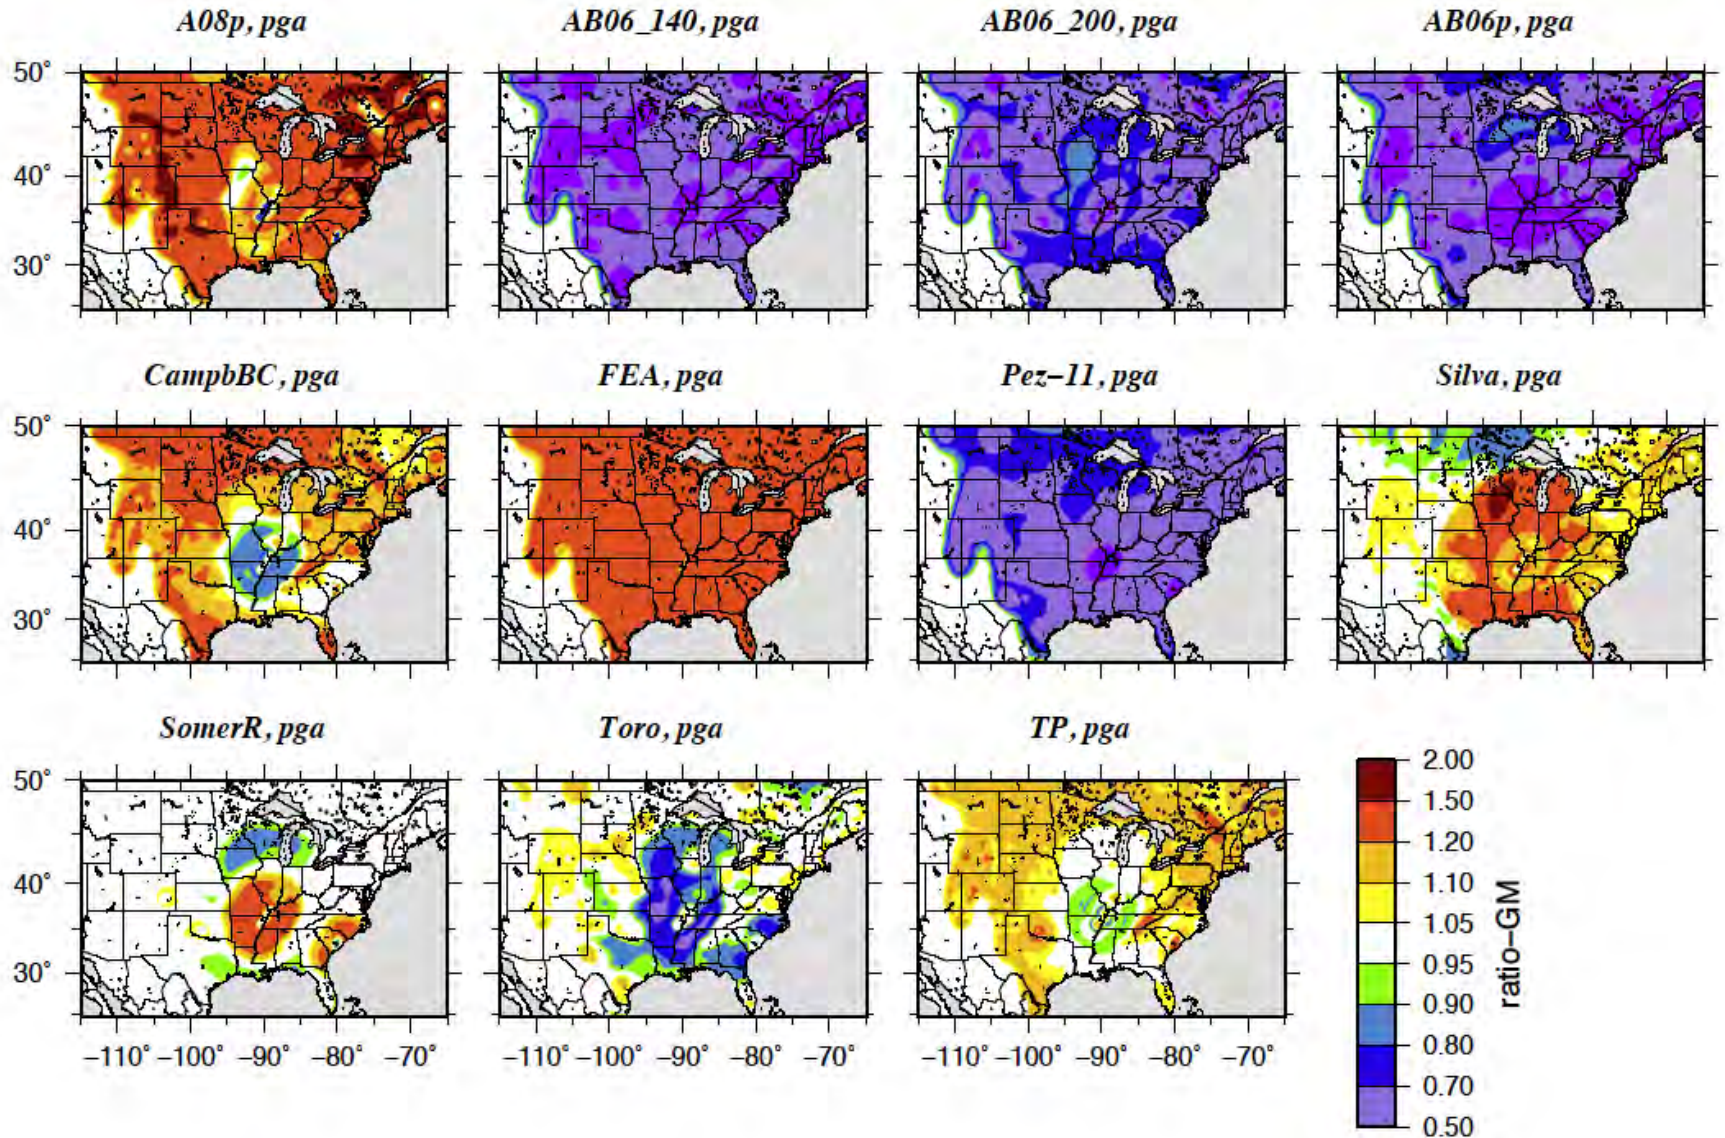 A08p, pga
AB06_140, pga
AB06_200, pga
AB06p, pga
50°
40°
30°
CampbBC, pga
FEA, pga
Pez−11, pga
Silva, pga
50°
40°
30°
SomerR, pga
Toro, pga
TP, pga
50°
40°
30°
−110° −100° −90° −80° −70°
−110° −100° −90° −80° −70°
−110° −100° −90° −80° −70°
2.00
1.50
1.20
1.10
1.05
0.95
0.90
0.80
0.70
0.50
ratio−GM